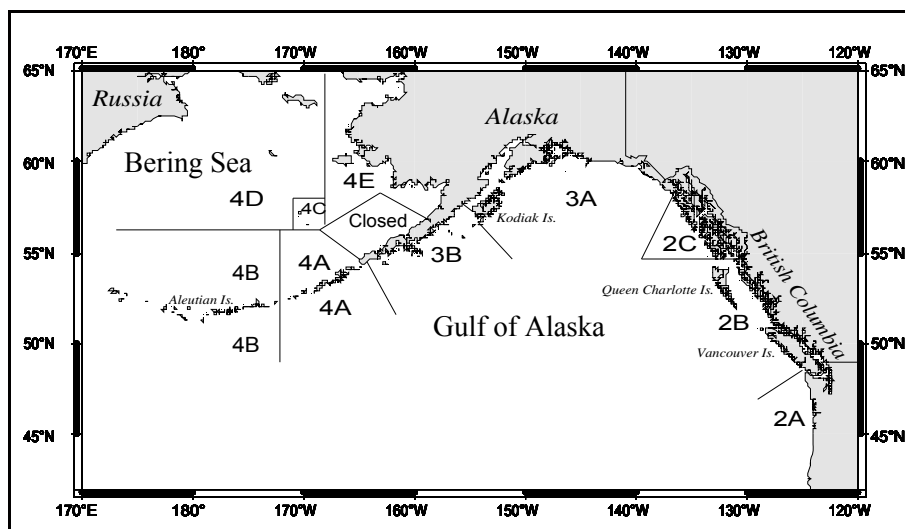 170°E 180° 170°W 160°W 150°W 140°W 130°W 120°W
65°N 65°N
Russia
Alaska
60°N 60°N
Bering Sea
4E
4D
4C
3A
Closed
Kodiak Is.
2C
55°N 55°N
3B
4A
4B
British Columbia
Queen Charlotte Is.
Aleutian Is.
4A
2B
Gulf of Alaska
50°N 50°N
4B
Vancouver Is.
2A
45°N 45°N
170°E 180° 170°W 160°W 150°W 140°W 130°W 120°W